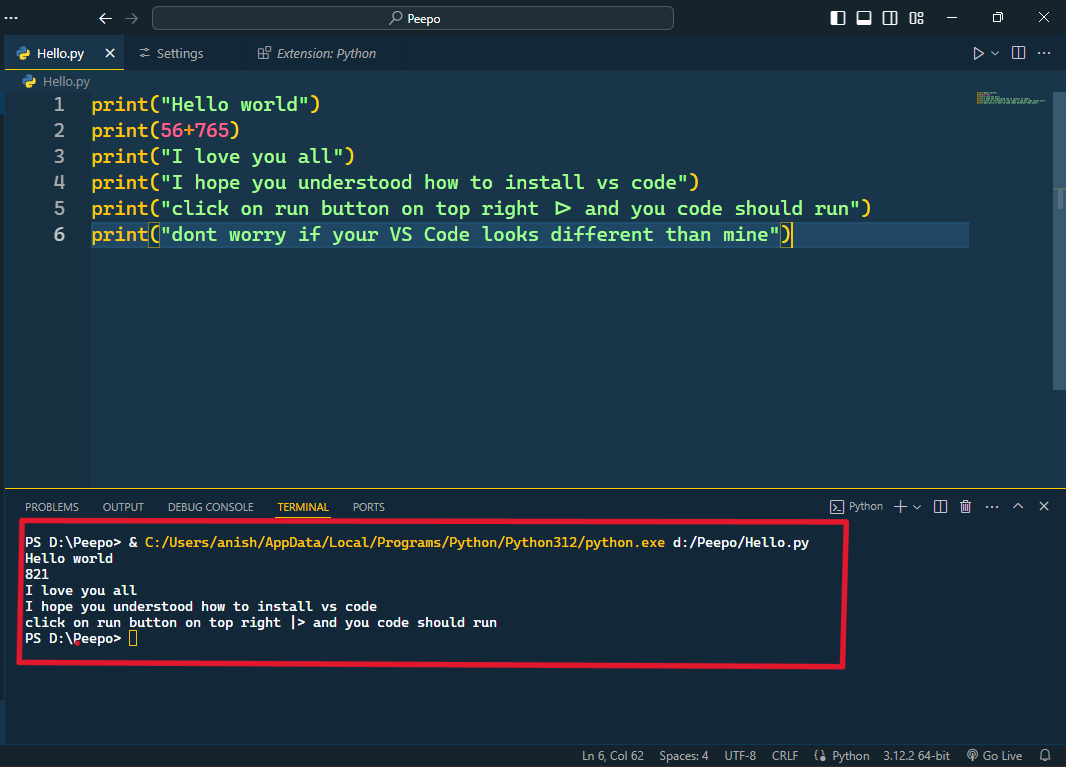 Peepo
Hello.py Settings Extension: Python
Hello.py
1 print("Hello world")
2 print(56+765)
3 print("I love you all")
4 print("I hope you understood how to install vs code")
5 print("click on run button on top right |> and you code should run")
6 print("dont worry if your VS Code looks different than mine")
PROBLEMS OUTPUT DEBUG CONSOLE TERMINAL PORTS Python
PS D:\Peepo> & C:/Users/anish/AppData/Local/Programs/Python/Python312/python.exe d:/Peepo/Hello.py
Hello world
821
I love you all
I hope you understood how to install vs code
click on run button on top right |> and you code should run
PS D:\Peepo>
Ln 6, Col 62 Spaces: 4 UTF-8 CRLF Python 3.12.2 64-bit Go Live